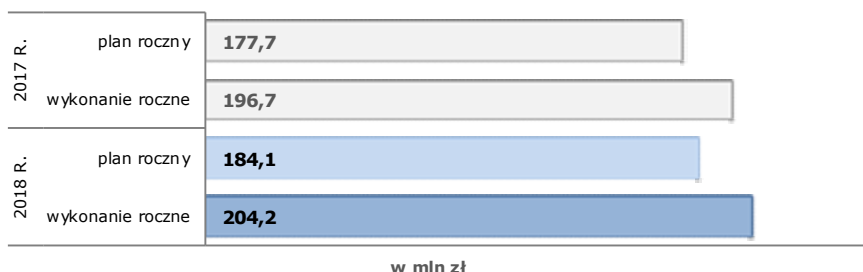 2017 R.
plan roczny
177,7
wykonanie roczne
196,7
2018 R.
plan roczny
184,1
wykonanie roczne
204,2
w mln zł